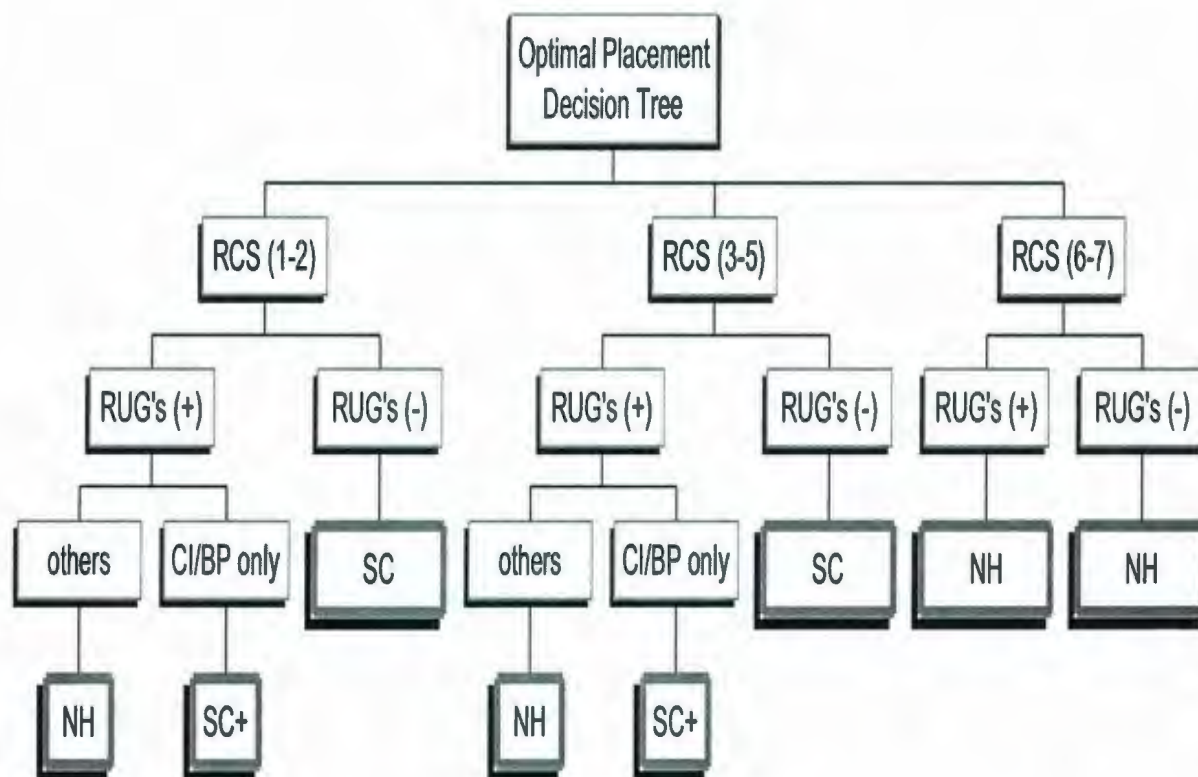 Optimal Placement
Decision Tree
RCS (1-2)
RCS (3-5)
RCS (6-7)
RUG's (+)
RUG's (-)
RUG's (+)
RUG's (-)
RUG's (+)
RUG's (-)
others
CI/BP only
SC
others
CI/BP only
SC
NH
NH
NH
SC+
NH
SC+